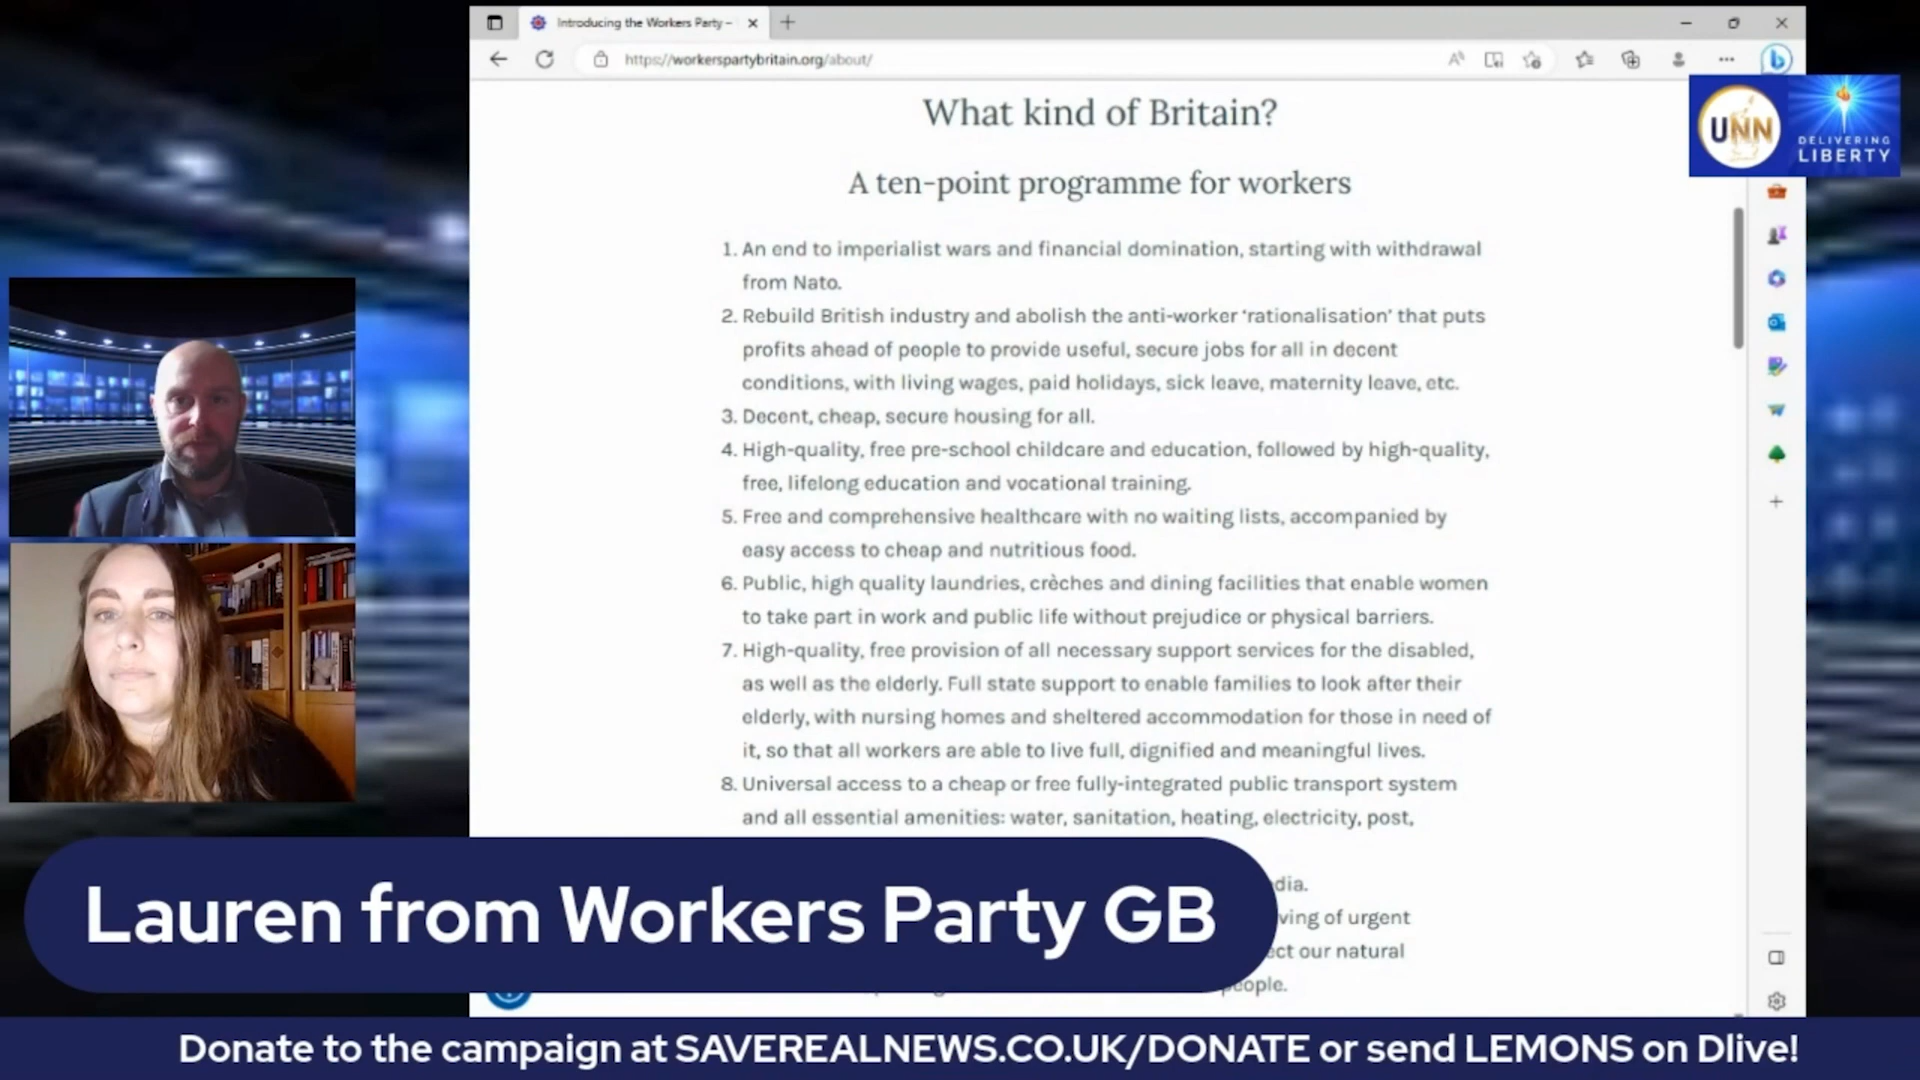 Introducing the Workers Party –
https://workerspartybritain.org/about/
What kind of Britain?
UNN
DELIVERING
LIBERTY
A ten-point programme for workers
1. An end to imperialist wars and financial domination, starting with withdrawal
from Nato.
2. Rebuild British industry and abolish the anti-worker ‘rationalisation’ that puts
profits ahead of people to provide useful, secure jobs for all in decent
conditions, with living wages, paid holidays, sick leave, maternity leave, etc.
3. Decent, cheap, secure housing for all.
4. High-quality, free pre-school childcare and education, followed by high-quality,
free, lifelong education and vocational training.
5. Free and comprehensive healthcare with no waiting lists, accompanied by
easy access to cheap and nutritious food.
6. Public, high quality laundries, crèches and dining facilities that enable women
to take part in work and public life without prejudice or physical barriers.
7. High-quality, free provision of all necessary support services for the disabled,
as well as the elderly. Full state support to enable families to look after their
elderly, with nursing homes and sheltered accommodation for those in need of
it, so that all workers are able to live full, dignified and meaningful lives.
8. Universal access to a cheap or free fully-integrated public transport system
and all essential amenities: water, sanitation, heating, electricity, post,
dia.
ving of urgent
ect our natural
people.
Lauren from Workers Party GB
Donate to the campaign at SAVEREALNEWS.CO.UK/DONATE or send LEMONS on Dlive!